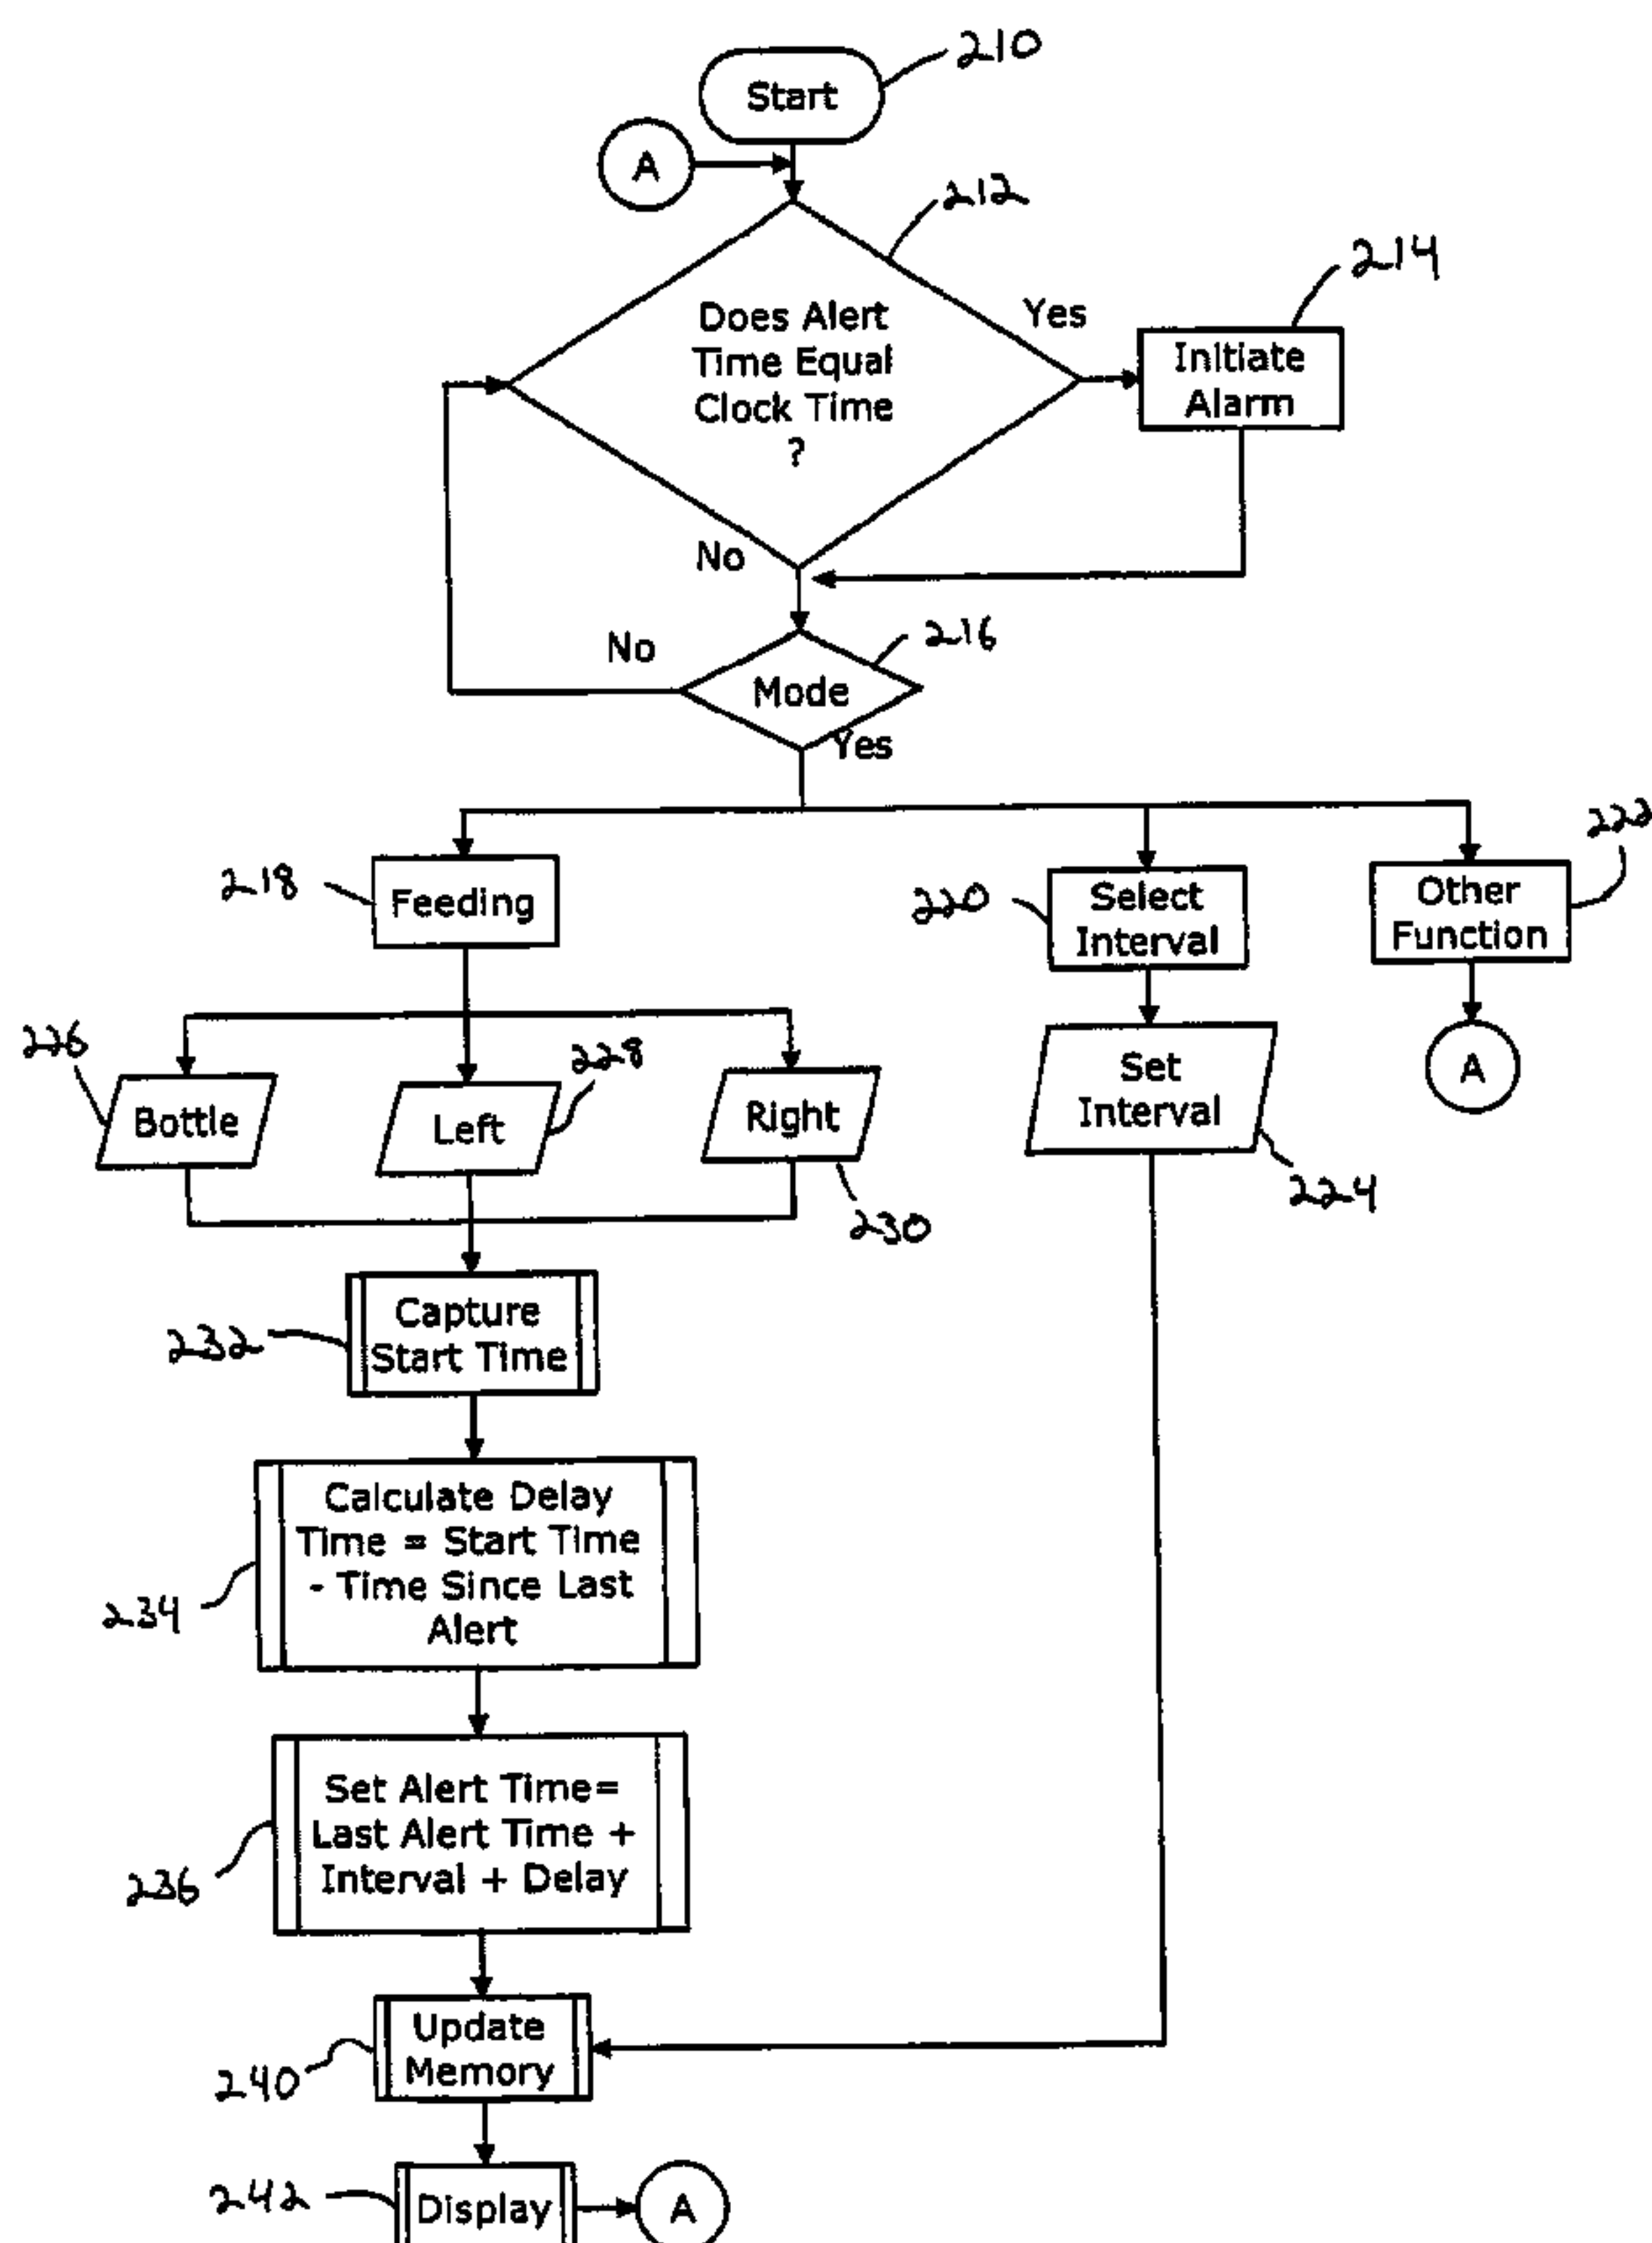 210
Start
A
212
214
Does Alert
Time Equal
Clock Time
?
Yes
Initiate
Alarm
No
216
No
Mode
Yes
222
218
Feeding
220
Select
Interval
Other
Function
226
228
Bottle
Left
Right
Set
Interval
A
224
230
232
Capture
Start Time
Calculate Delay
Time = Start Time
- Time Since Last
Alert
234
Set Alert Time=
Last Alert Time +
Interval + Delay
236
Update
Memory
240
242
Display
A